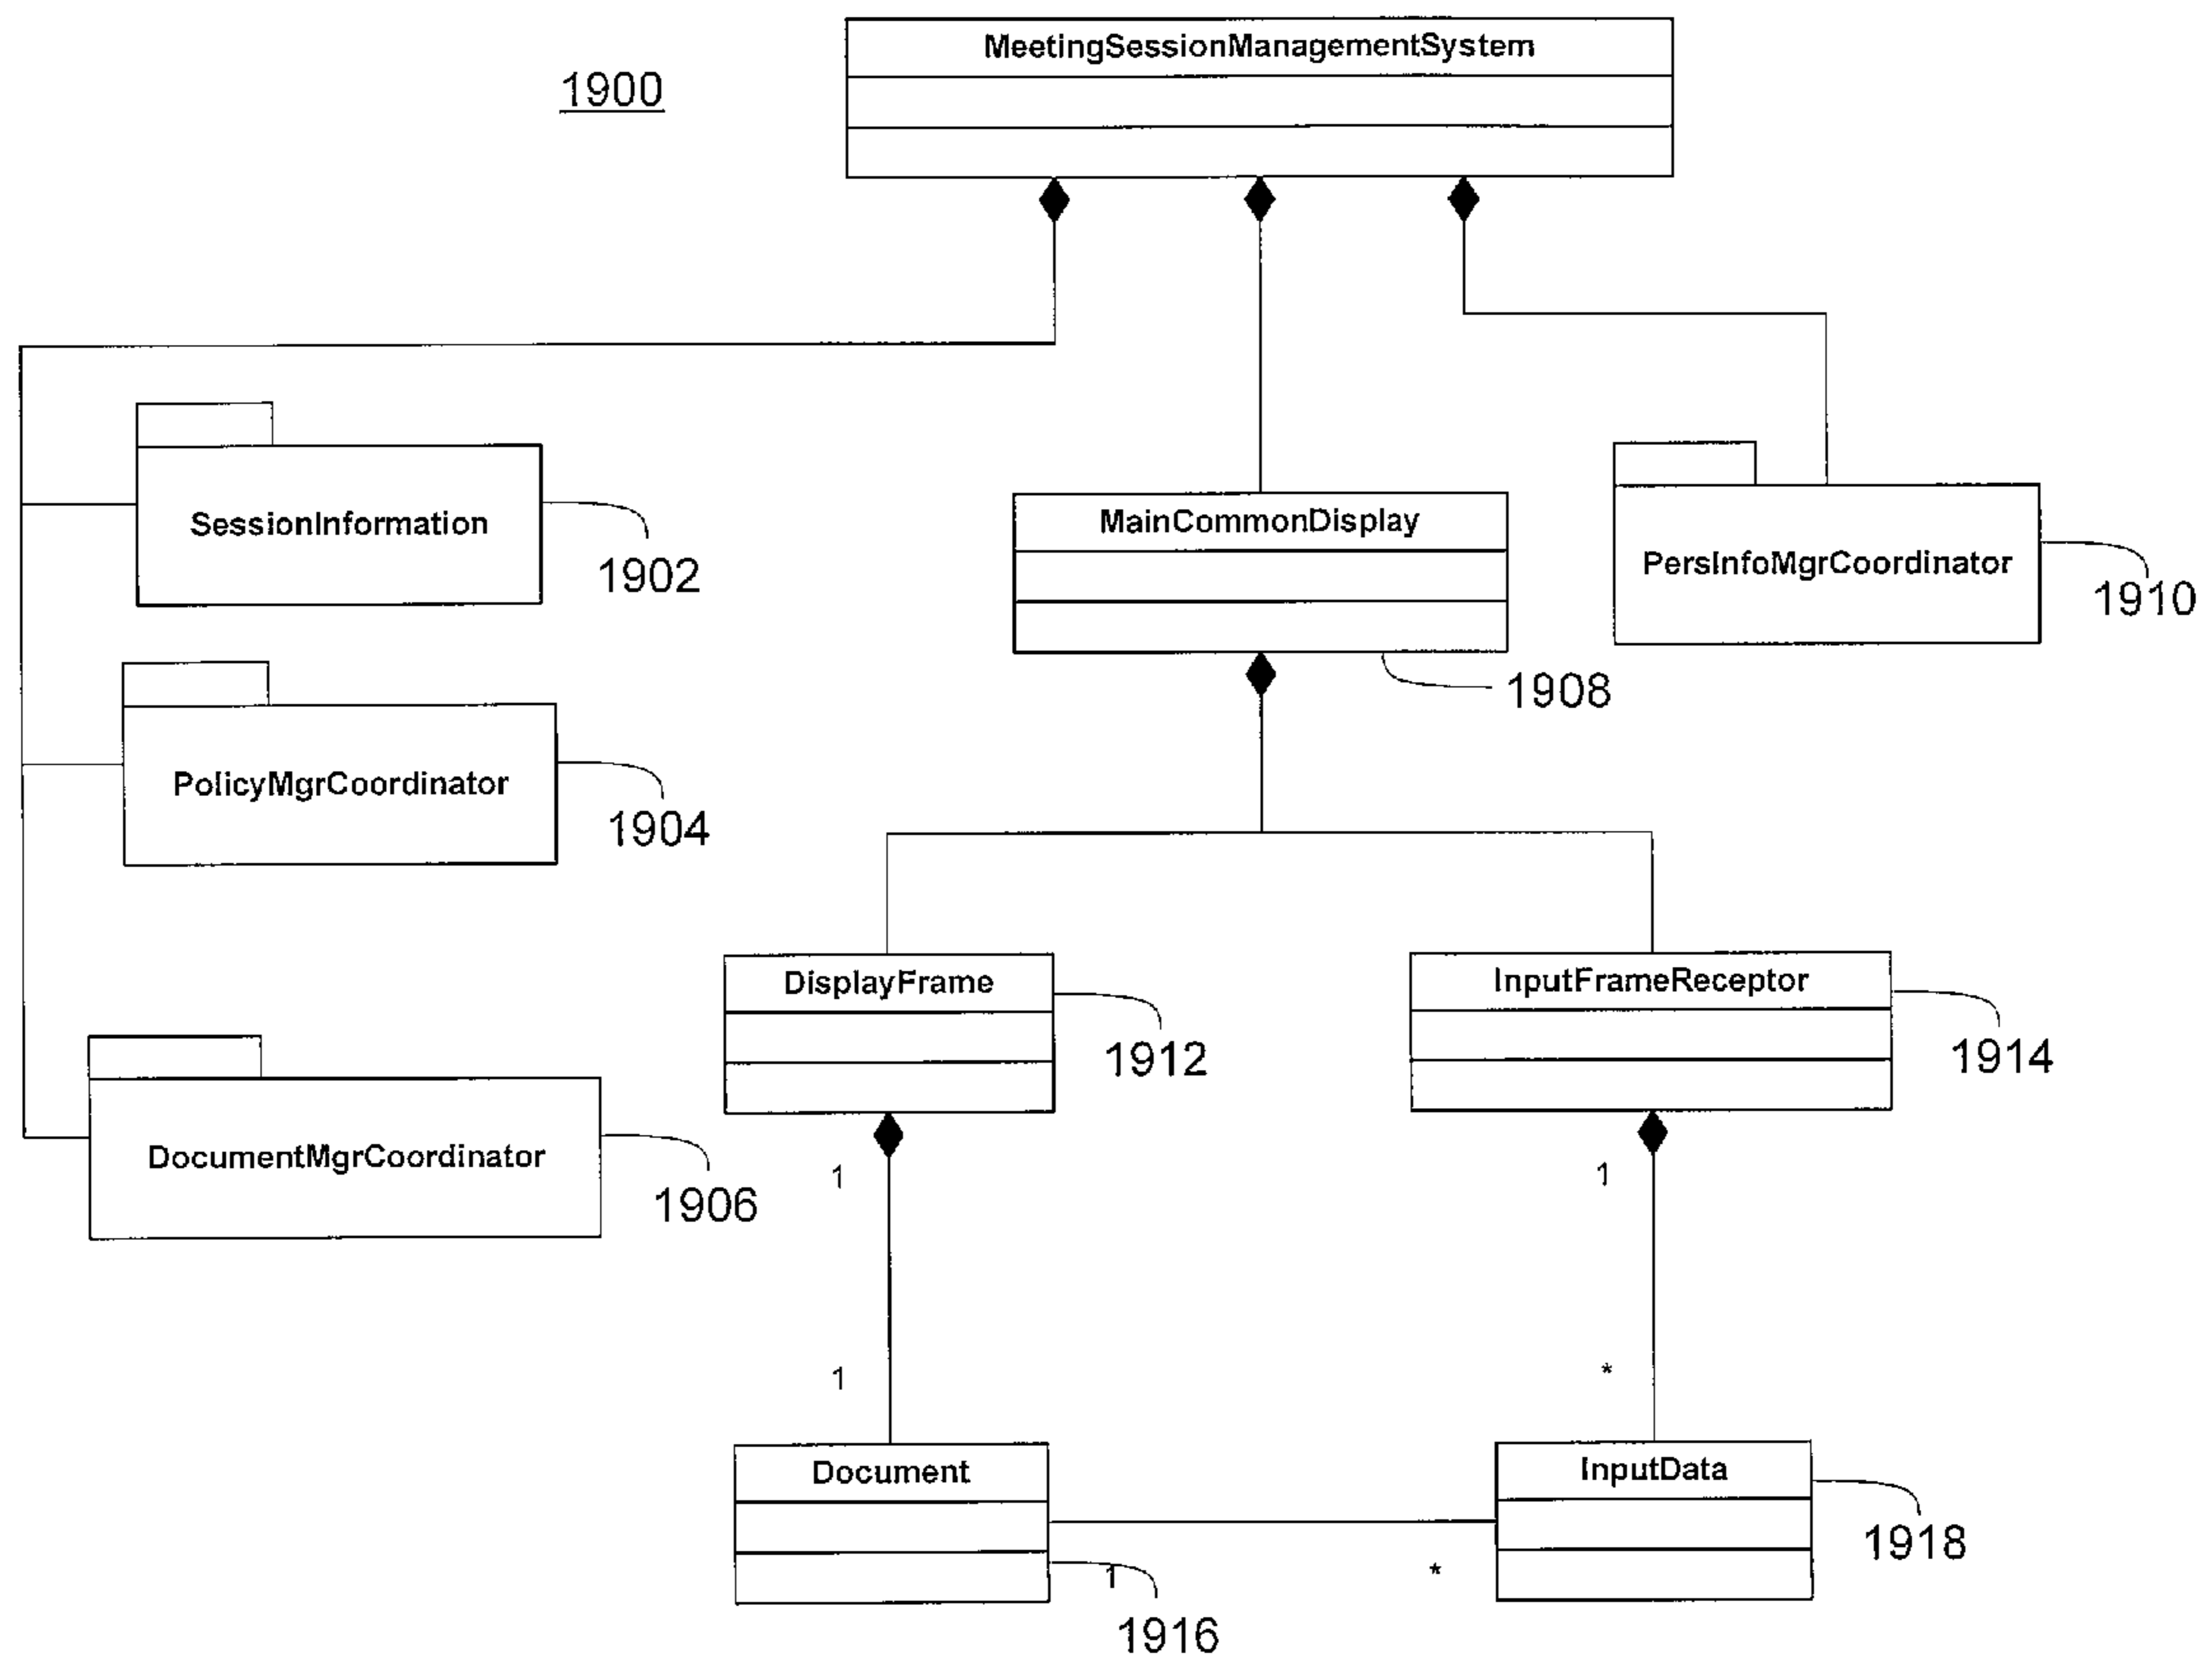 MeetingSessionManagementSystem
1900
SessionInformation
1902
MainCommonDisplay
1908
PersInfoMgrCoordinator
1910
PolicyMgrCoordinator
1904
DisplayFrame
1912
InputFrameReceptor
1914
DocumentMgrCoordinator
1906
1
1
1
*
Document
1916
InputData
1918
1
*